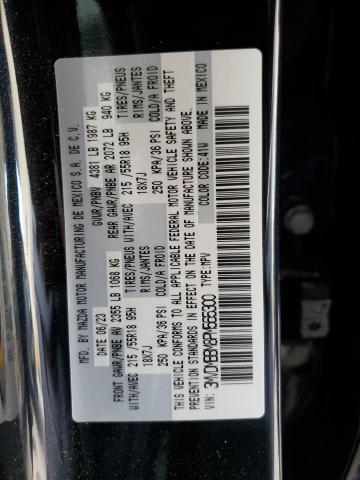 MFD. BY MAZDA MOTOR MANUFACTURING DE MEXICO S.A. DE C.V.
DATE 06/23 GVWR/PNBV 4381 LB 1987 KG
FRONT GAWR/PNBE AV 2355 LB 1068 KG REAR GAWR/PNBE AR 2072 LB 940 KG
WITH/AVEC 215/55R18 95H TIRES/PNEUS WITH/AVEC 215/55R18 95H TIRES/PNEUS
18X7J RIMS/JANTES 18X7J RIMS/JANTES
250 KPA/36 PSI COLD/A FROID 250 KPA/36 PSI COLD/A FROID
THIS VEHICLE CONFORMS TO ALL APPLICABLE FEDERAL MOTOR VEHICLE SAFETY AND THEFT
PREVENTION STANDARDS IN EFFECT ON THE DATE OF MANUFACTURE SHOWN ABOVE.
VIN: TYPE: MPV COLOR CODE: 41W MADE IN MEXICO